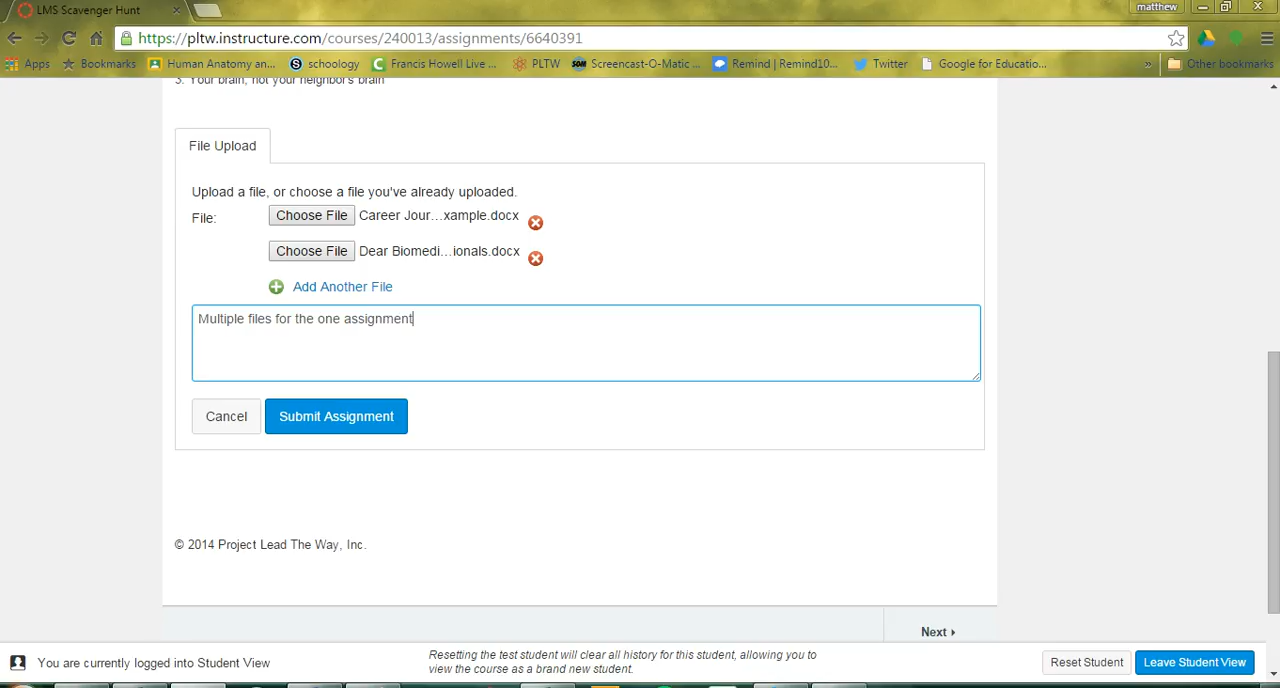 LMS Scavenger Hunt
matthew
https://pltw.instructure.com/courses/240013/assignments/6640391
Apps Bookmarks Human Anatomy an... schoology Francis Howell Live ... PLTW Screencast-O-Matic ... Remind | Remind10... Twitter Google for Educatio... » Other bookmarks
3. Your brain, not your neighbor's brain
File Upload
Upload a file, or choose a file you've already uploaded.
File: Choose File Career Jour...xample.docx
Choose File Dear Biomedi...ionals.docx
Add Another File
Multiple files for the one assignment
Cancel Submit Assignment
© 2014 Project Lead The Way, Inc.
Next
You are currently logged into Student View
Resetting the test student will clear all history for this student, allowing you to
view the course as a brand new student.
Reset Student Leave Student View